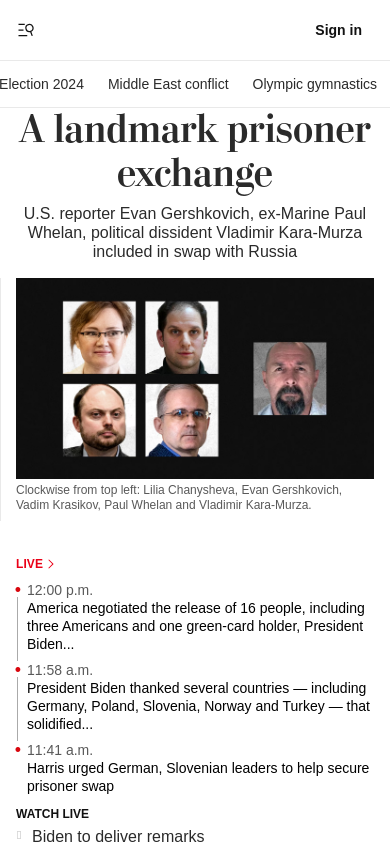 Sign in
Election 2024 Middle East conflict Olympic gymnastics
A landmark prisoner
exchange
U.S. reporter Evan Gershkovich, ex-Marine Paul
Whelan, political dissident Vladimir Kara-Murza
included in swap with Russia
Clockwise from top left: Lilia Chanysheva, Evan Gershkovich,
Vadim Krasikov, Paul Whelan and Vladimir Kara-Murza.
LIVE
12:00 p.m.
America negotiated the release of 16 people, including
three Americans and one green-card holder, President
Biden...
11:58 a.m.
President Biden thanked several countries — including
Germany, Poland, Slovenia, Norway and Turkey — that
solidified...
11:41 a.m.
Harris urged German, Slovenian leaders to help secure
prisoner swap
WATCH LIVE
Biden to deliver remarks